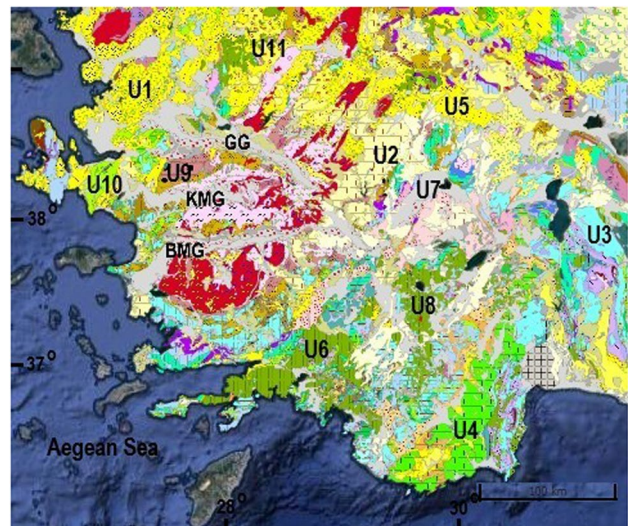 U11
U1
U5
GG
U2
U9
U10
U7
KMG
38°
U3
BMG
U8
U6
37°
U4
Aegean Sea
28°
30°
100 km